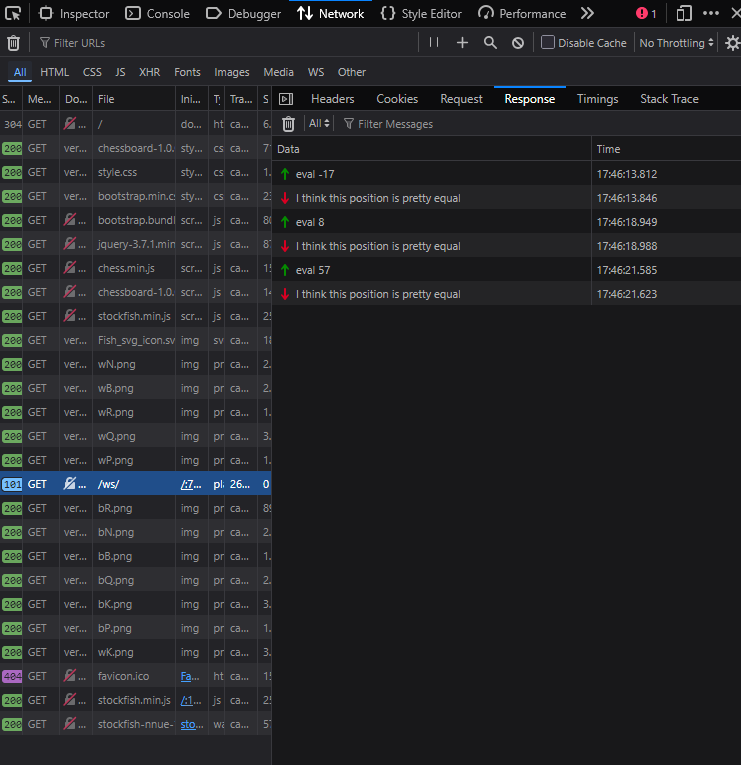 Inspector Console Debugger Network Style Editor Performance 1
Filter URLs Disable Cache No Throttling
All HTML CSS JS XHR Fonts Images Media WS Other
S... Me... Do... File Ini... Ty Tra... S Headers Cookies Request Response Timings Stack Trace
304 GET ... / do... ht ca... 6. All Filter Messages
200 GET ver... chessboard-1.0. sty... cs ca... 71 Data Time
200 GET ver... style.css sty... cs ca... 1. eval -17 17:46:13.812
200 GET ver... bootstrap.min.cs sty... cs ca... 23 I think this position is pretty equal 17:46:13.846
200 GET ... bootstrap.bundl scr... js ca... 80 eval 8 17:46:18.949
200 GET ... jquery-3.7.1.min scr... js ca... 87 I think this position is pretty equal 17:46:18.988
200 GET ... chess.min.js scr... js ca... 15 eval 57 17:46:21.585
200 GET ... chessboard-1.0. scr... js ca... 14 I think this position is pretty equal 17:46:21.623
200 GET ... stockfish.min.js scr... js ca... 25
200 GET ver... Fish_svg_icon.sv img sv ca... 18
200 GET ver... wN.png img pr ca... 2.
200 GET ver... wB.png img pr ca... 2.
200 GET ver... wR.png img pr ca... 1.
200 GET ver... wQ.png img pr ca... 3.
200 GET ver... wP.png img pr ca... 1.
101 GET ... /ws/ /:7... pl 26... 0
200 GET ver... bR.png img pr ca... 89
200 GET ver... bN.png img pr ca... 2.
200 GET ver... bB.png img pr ca... 1.
200 GET ver... bQ.png img pr ca... 2.
200 GET ver... bK.png img pr ca... 3.
200 GET ver... bP.png img pr ca... 1.
200 GET ver... wK.png img pr ca... 3.
404 GET ... favicon.ico Fa... ht ca... 15
200 GET ... stockfish.min.js /:1... js ca... 25
200 GET ... stockfish-nnue- sto... wa ca... 57